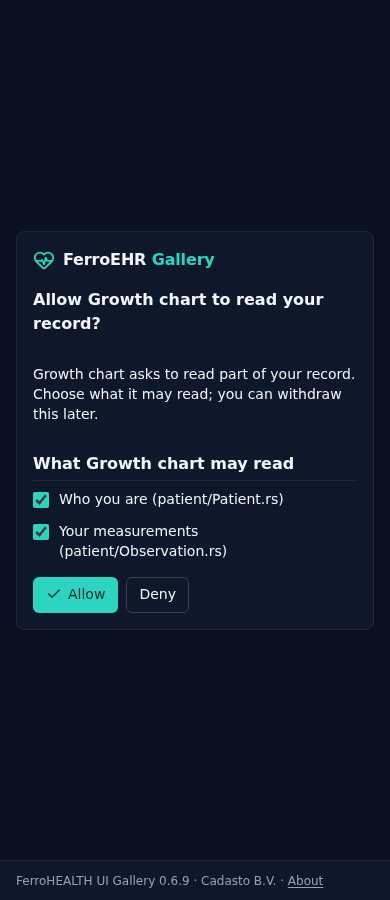 FerroEHR Gallery
Allow Growth chart to read your
record?
Growth chart asks to read part of your record.
Choose what it may read; you can withdraw
this later.
What Growth chart may read
Who you are (patient/Patient.rs)
Your measurements
(patient/Observation.rs)
Allow
Deny
FerroHEALTH UI Gallery 0.6.9 · Cadasto B.V. · About